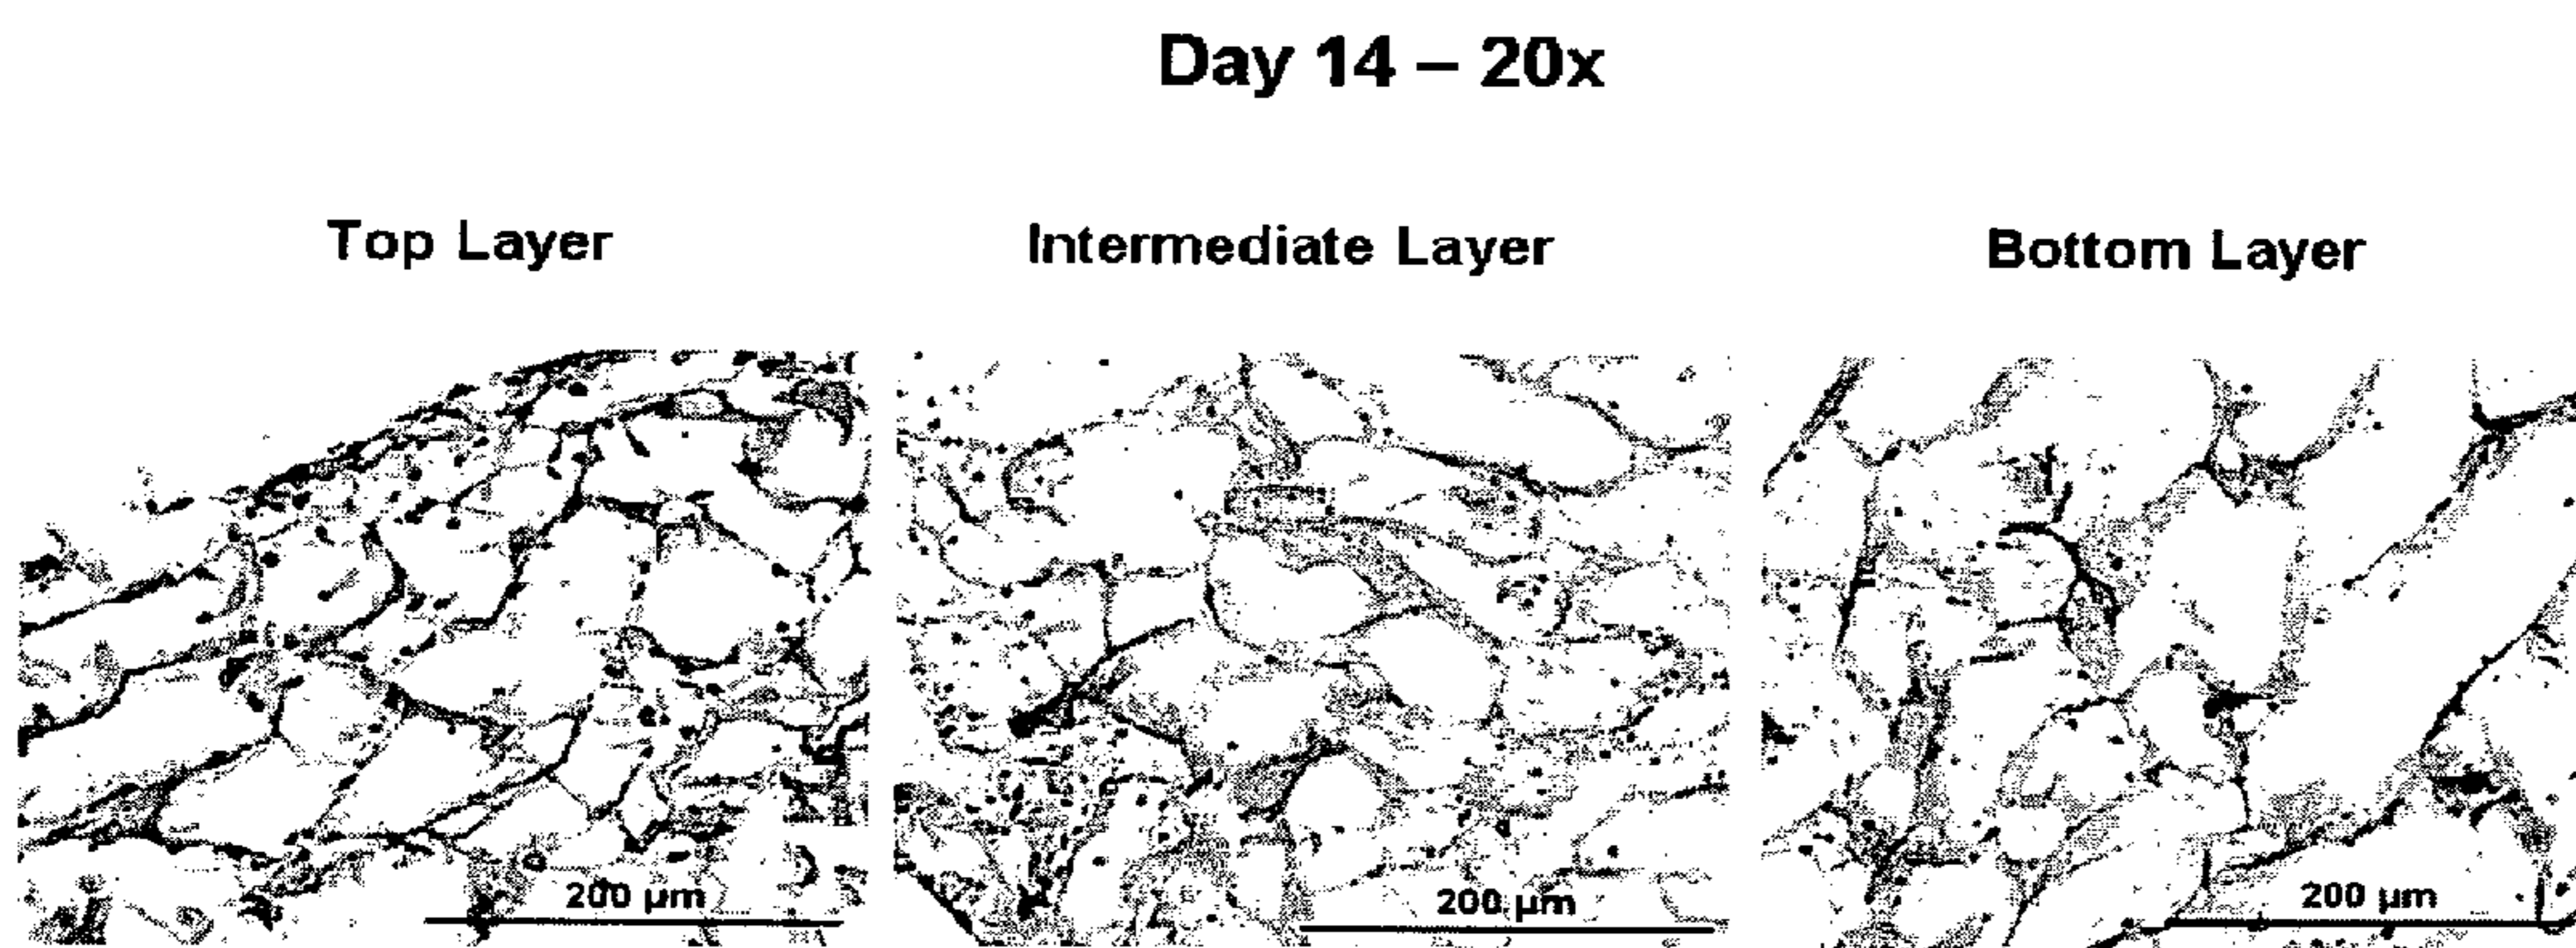 Day 14 – 20x
Top Layer
Intermediate Layer
Bottom Layer
200 µm
200 µm
200 µm